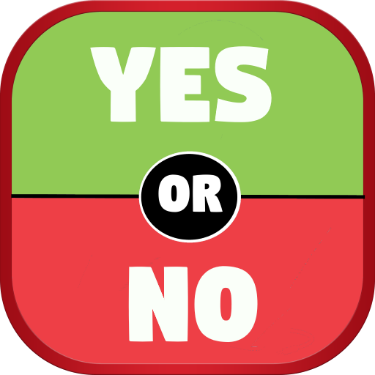 YES
OR
NO